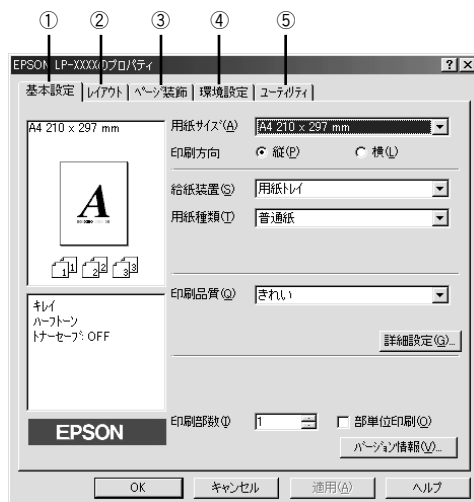 ① ② ③ ④ ⑤
EPSON LP-XXXXのプロパティ
基本設定 レイアウト ページ装飾 環境設定 ユーティリティ
A4 210 x 297 mm
A
1 1 2 2 3 3
キレイ
ハーフトーン
トナーセーブ: OFF
EPSON
用紙サイズ(A) A4 210 x 297 mm
印刷方向 縦(P) 横(L)
給紙装置(S) 用紙トレイ
用紙種類(T) 普通紙
印刷品質(Q) きれい
詳細設定(G)...
印刷部数(I) 1 部単位印刷(O)
バージョン情報(V)...
OK キャンセル 適用(A) ヘルプ